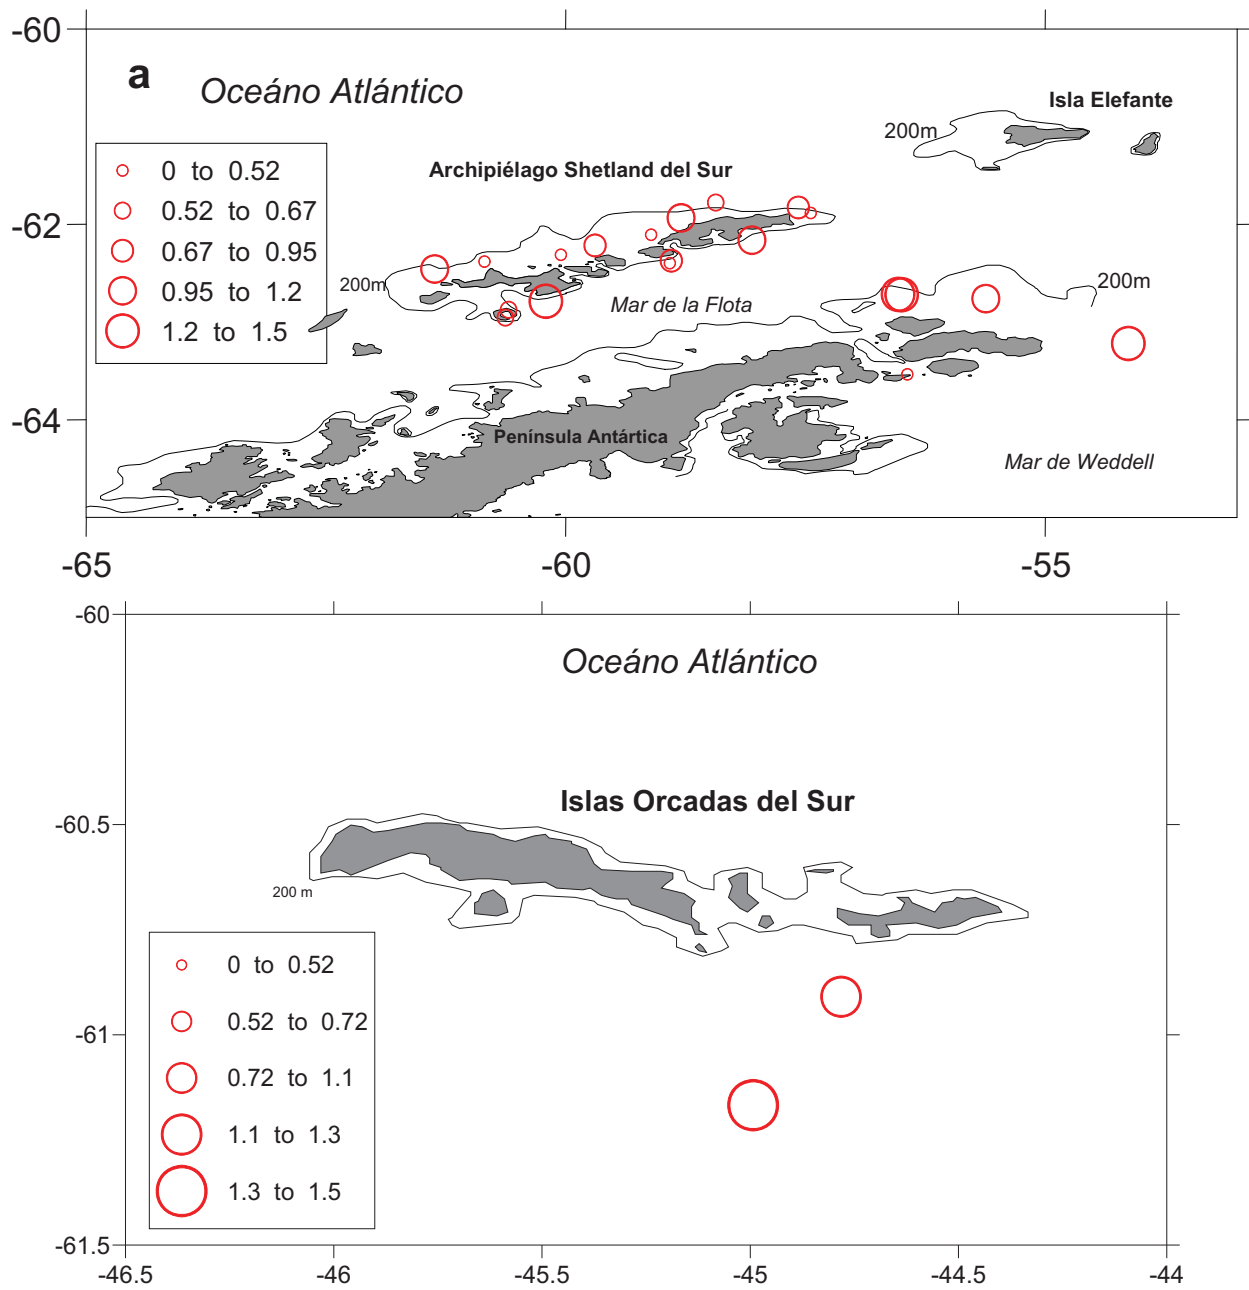 -60
a
Oceáno Atlántico
Isla Elefante
200m
0 to 0.52
0.52 to 0.67
0.67 to 0.95
0.95 to 1.2
1.2 to 1.5
Archipiélago Shetland del Sur
-62
200m
Mar de la Flota
200m
-64
Península Antártica
Mar de Weddell
-65
-60
-55
-60
Oceáno Atlántico
Islas Orcadas del Sur
-60.5
200 m
0 to 0.52
0.52 to 0.72
0.72 to 1.1
1.1 to 1.3
1.3 to 1.5
-61
-61.5
-46.5
-46
-45.5
-45
-44.5
-44